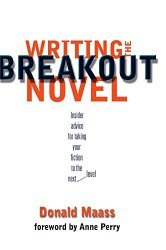 WRITING THE
BREAKOUT
NOVEL
Insider
advice
for taking
your
fiction
to the
next level
Donald Maass
foreword by Anne Perry